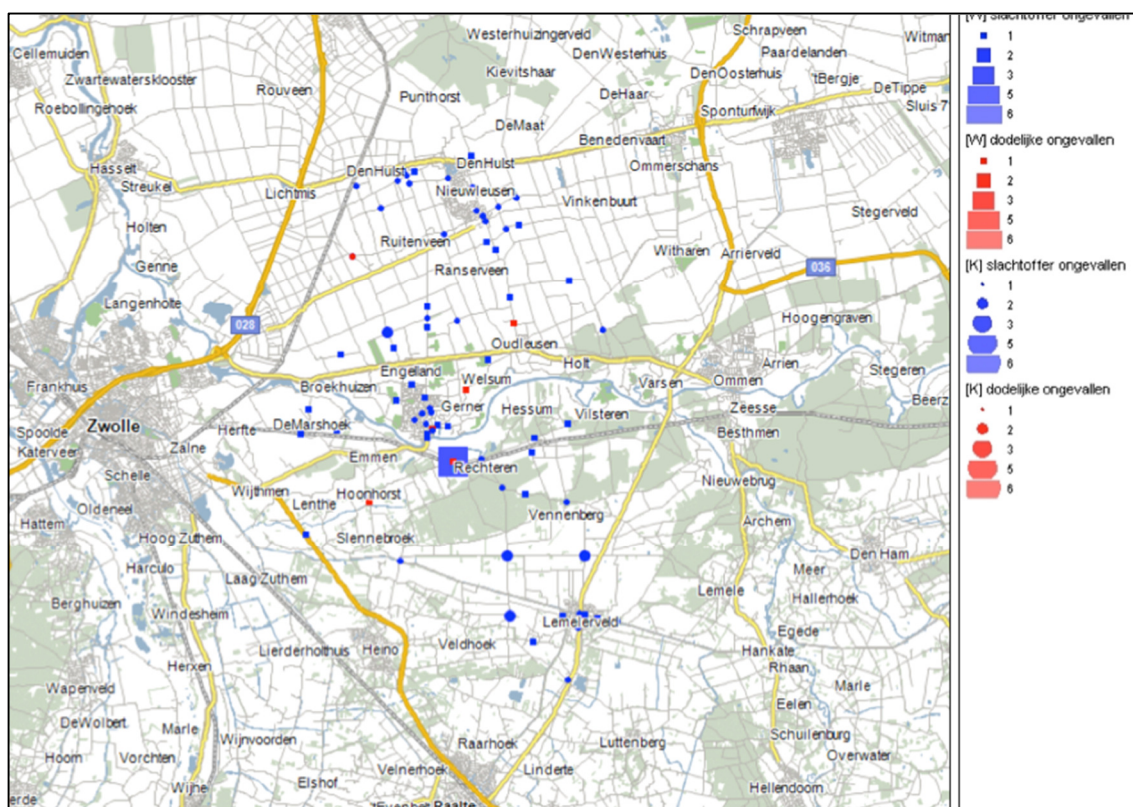 Westerhuizingerveld
Schrapveen
Witman
Cellemuiden
DenWesterhuis
Paardelanden
Zwartewatersklooster
Rouveen
Kievitshaar
DenOosterhuis
'tBergje
DeTippe
Roebollingehoek
Punthorst
DeHaar
Sponturfwijk
Sluis 7
DeMaat
Benedenvaart
Hasselt
DenHulst
DenHulst
Ommerschans
Streukel
Lichtmis
Nieuwleusen
Vinkenbuurt
Stegerveld
Holten
Ruitenveen
Witharen
Arrierveld
Genne
Ranserveen
036
Langenholte
028
Hoogengraven
Oudleusen
Holt
Arrien
Stegeren
Frankhus
Broekhuizen
Engeland
Welsum
Varsen
Ommen
Beerz
Zwolle
Gerner
Hessum
Vilsteren
Zeesse
Spoolde
DeMarshoek
Herfte
Besthmen
Katerveer
Zalne
Emmen
Rechteren
Schelle
Wijthmen
Hoonhorst
Nieuwebrug
Oldeneel
Lenthe
Vennenberg
Hattem
Archem
Hoog Zuthem
Slennebroek
Den Ham
Harculo
Laag Zuthem
Meer
Berghuizen
Lemele
Hallerhoek
Windesheim
Lemelerveld
Egede
Lierderholthuis
Heino
Veldhoek
Hankate
Herxen
Rhaan
Wapenveld
Marle
DeWolbert
Marle
Eelen
Wijnvoorden
Raarhoek
Luttenberg
Schuilenburg
Hoorn
Vorchten
Overwater
Velnerhoek
Linderte
Elshof
Wijhe
Hellendoorn
erde
Raalte
[W] slachtoffer ongevallen
1
2
3
5
6
[W] dodelijke ongevallen
1
2
3
5
6
[K] slachtoffer ongevallen
1
2
3
5
6
[K] dodelijke ongevallen
1
2
3
5
6